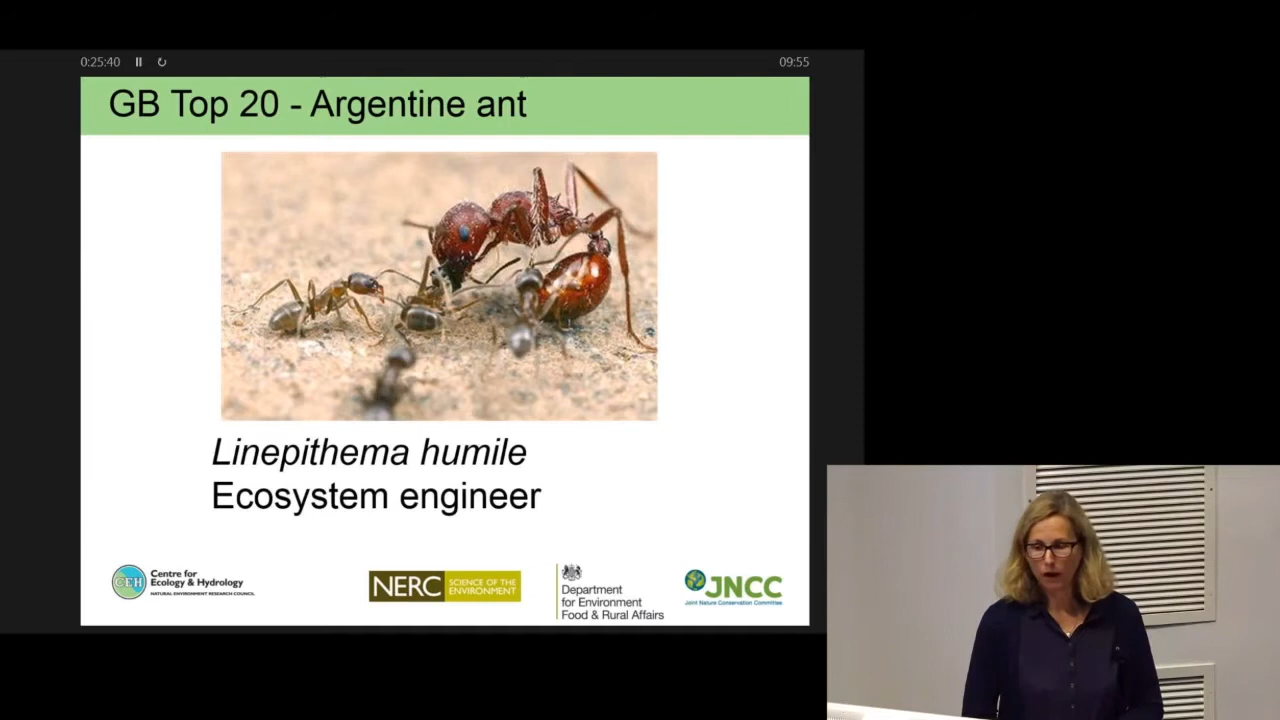 0:25:40
09:55
GB Top 20 - Argentine ant
Linepithema humile
Ecosystem engineer
CEH
Centre for
Ecology & Hydrology
NATURAL ENVIRONMENT RESEARCH COUNCIL
NERC
SCIENCE OF THE
ENVIRONMENT
Department
for Environment
Food & Rural Affairs
JNCC
Joint Nature Conservation Committee